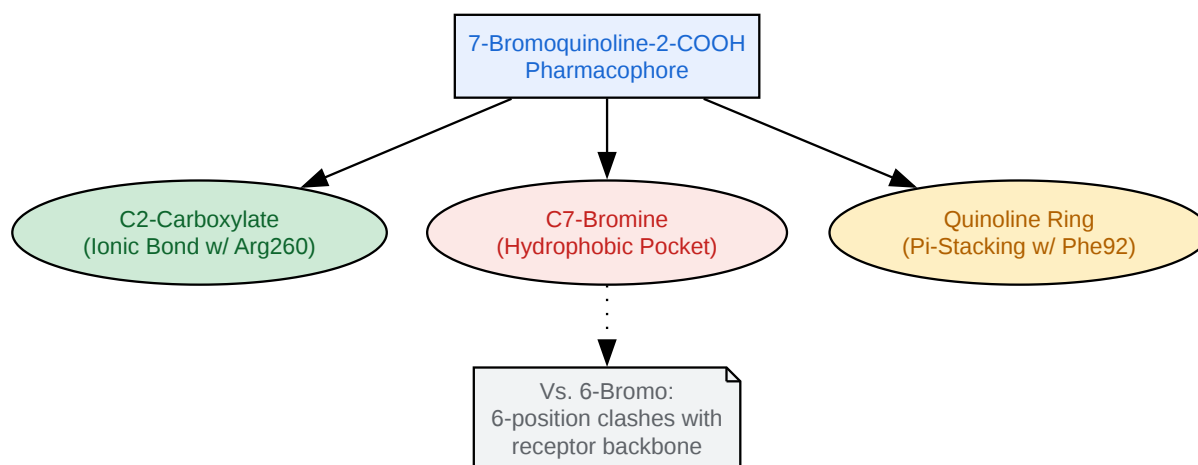 7-Bromoquinoline-2-COOH
Pharmacophore
C2-Carboxylate
(Ionic Bond w/ Arg260)
C7-Bromine
(Hydrophobic Pocket)
Quinoline Ring
(Pi-Stacking w/ Phe92)
Vs. 6-Bromo:
6-position clashes with
receptor backbone